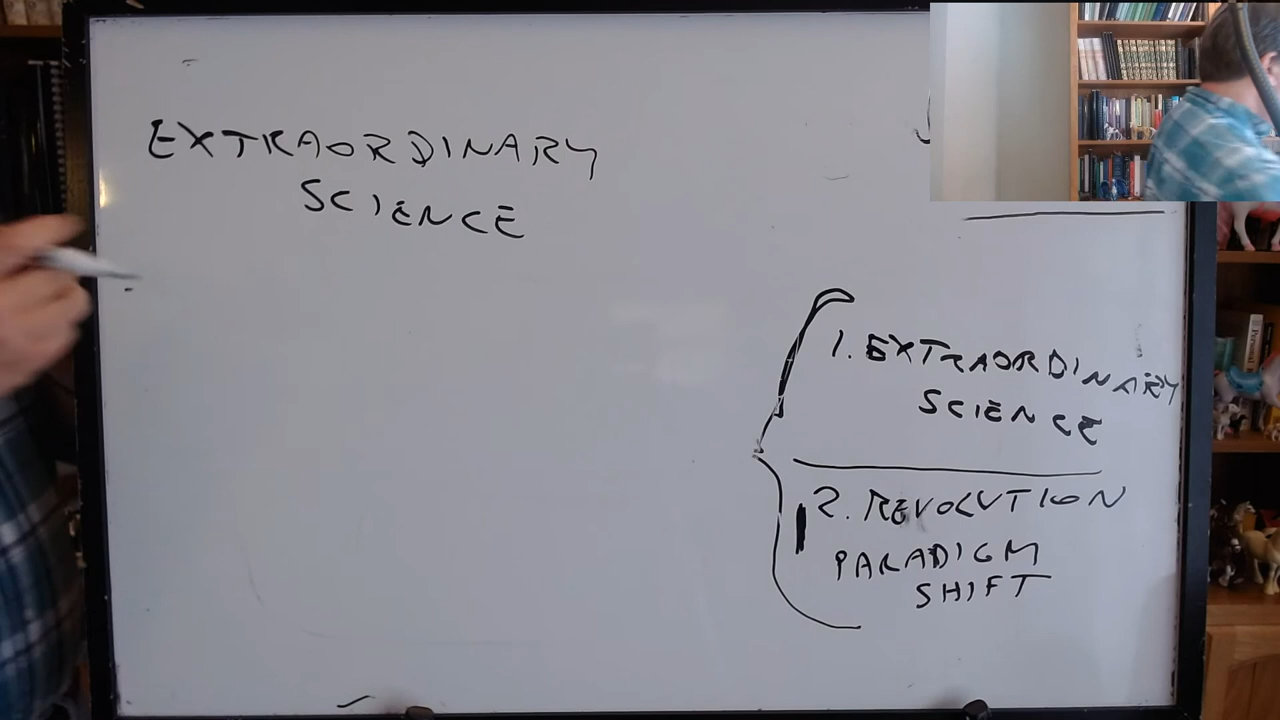 EXTRAORDINARY
SCIENCE
1. EXTRAORDINARY
SCIENCE
2. REVOLUTION
PARADIGM
SHIFT